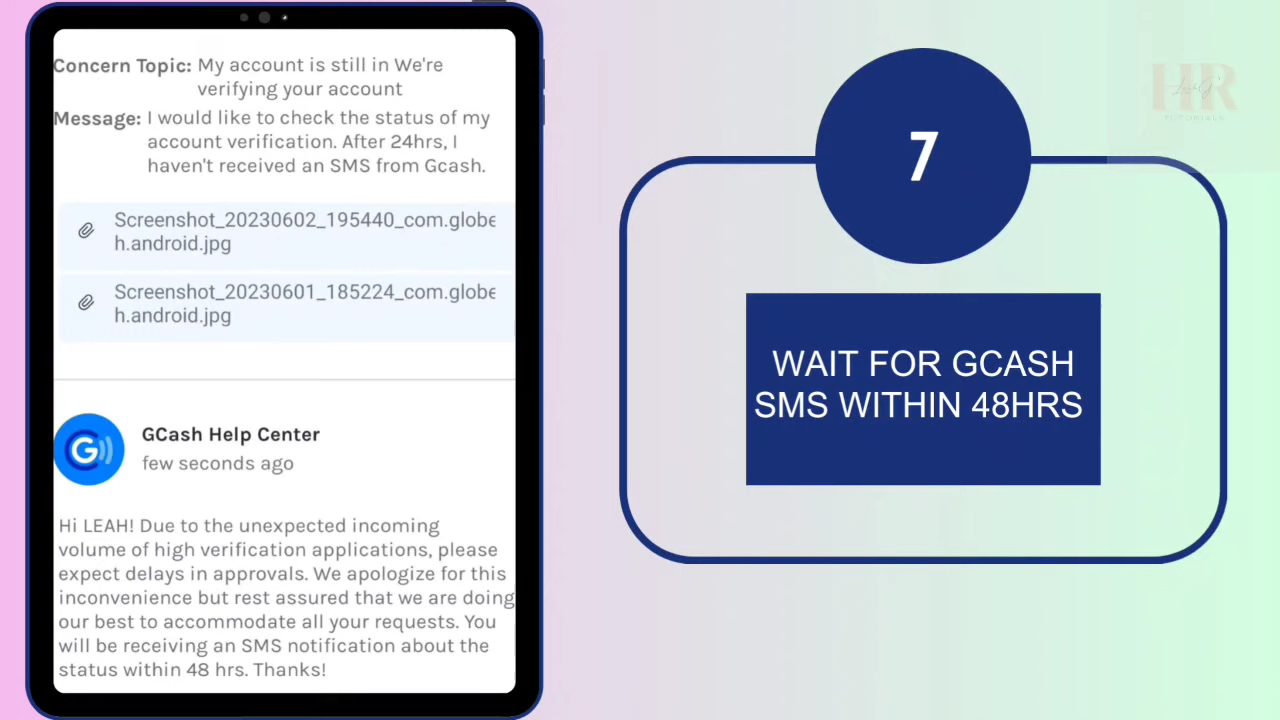 Concern Topic: My account is still in We're
verifying your account
Message: I would like to check the status of my
account verification. After 24hrs, I
haven't received an SMS from Gcash.
Screenshot_20230602_195440_com.globe
h.android.jpg
Screenshot_20230601_185224_com.globe
h.android.jpg
GCash Help Center
few seconds ago
Hi LEAH! Due to the unexpected incoming
volume of high verification applications, please
expect delays in approvals. We apologize for this
inconvenience but rest assured that we are doing
our best to accommodate all your requests. You
will be receiving an SMS notification about the
status within 48 hrs. Thanks!
7
WAIT FOR GCASH
SMS WITHIN 48HRS
HR
TUTORIALS